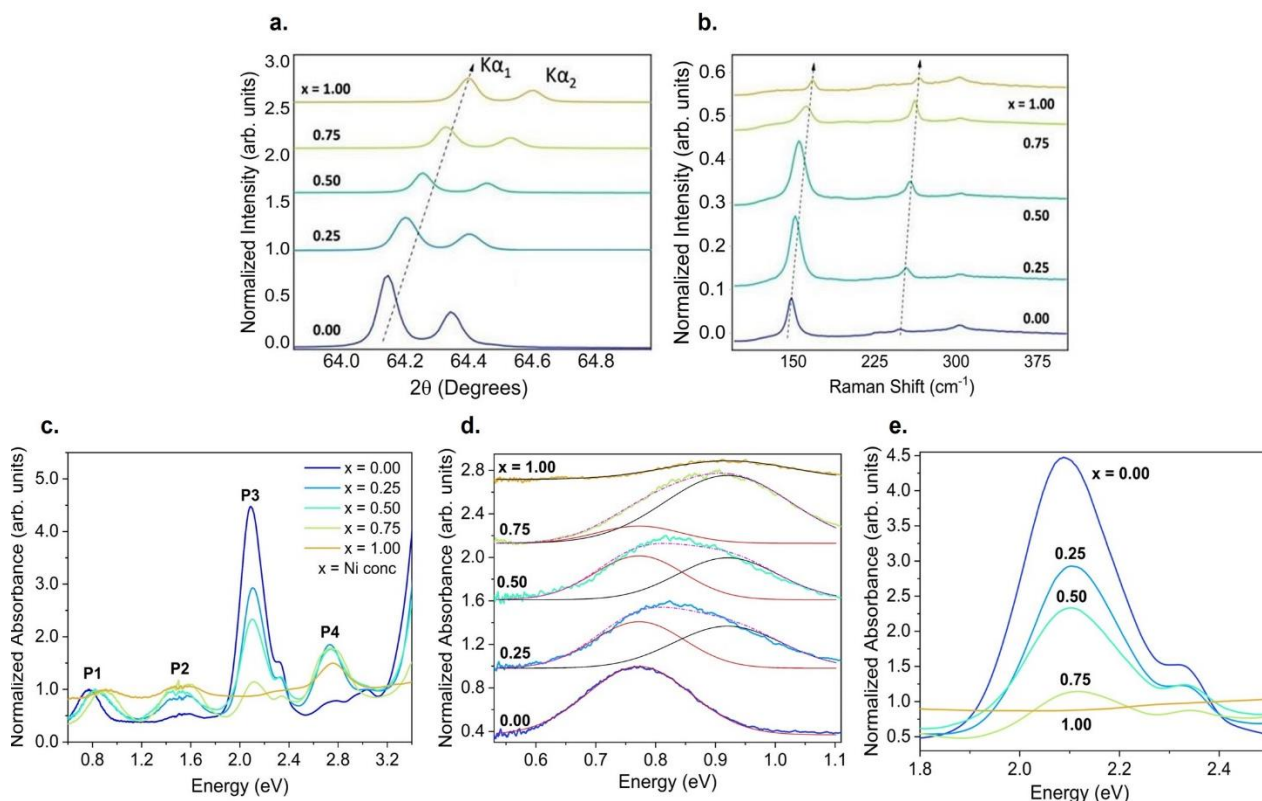 a.
3.0
2.5
2.0
1.5
1.0
0.5
0.0
Normalized Intensity (arb. units)
Kα₁
Kα₂
x = 1.00
0.75
0.50
0.25
0.00
64.0 64.2 64.4 64.6 64.8
2θ (Degrees)
b.
0.6
0.5
0.4
0.3
0.2
0.1
0.0
Normalized Intensity (arb. units)
x = 1.00
0.75
0.50
0.25
0.00
150 225 300 375
Raman Shift (cm⁻¹)
c.
5.0
4.0
3.0
2.0
1.0
0.0
Normalized Absorbance (arb. units)
P1
P2
P3
P4
x = 0.00
x = 0.25
x = 0.50
x = 0.75
x = 1.00
x = Ni conc
0.8 1.2 1.6 2.0 2.4 2.8 3.2
Energy (eV)
d.
2.8
2.2
1.6
1.0
0.4
Normalized Absorbance (arb. units)
x = 1.00
0.75
0.50
0.25
0.00
0.6 0.7 0.8 0.9 1.0 1.1
Energy (eV)
e.
4.5
4.0
3.5
3.0
2.5
2.0
1.5
1.0
0.5
Normalized Absorbance (arb. units)
x = 0.00
0.25
0.50
0.75
1.00
1.8 2.0 2.2 2.4
Energy (eV)